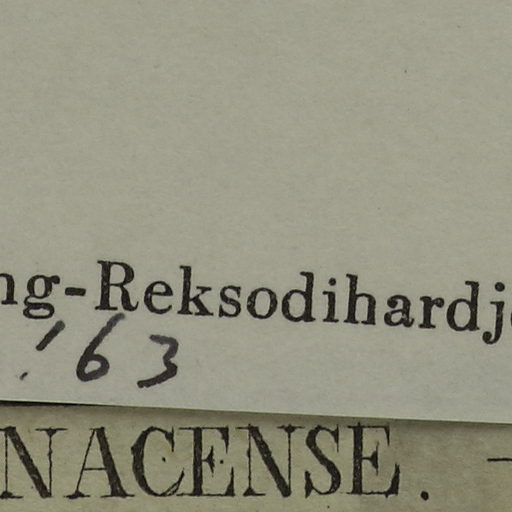 ng-Reksodihardj
.'63
NACENSE. –